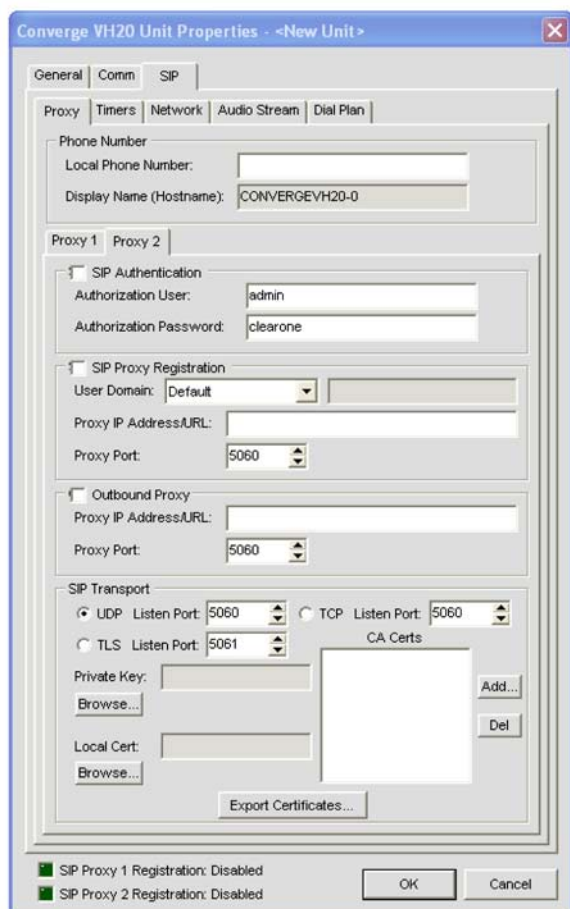 Converge VH20 Unit Properties - <New Unit>
General Comm SIP
Proxy Timers Network Audio Stream Dial Plan
Phone Number
Local Phone Number:
Display Name (Hostname): CONVERGEVH20-0
Proxy 1 Proxy 2
SIP Authentication
Authorization User: admin
Authorization Password: clearone
SIP Proxy Registration
User Domain: Default
Proxy IP Address/URL:
Proxy Port: 5060
Outbound Proxy
Proxy IP Address/URL:
Proxy Port: 5060
SIP Transport
UDP Listen Port: 5060 TCP Listen Port: 5060
TLS Listen Port: 5061 CA Certs
Private Key:
Browse... Add...
Del
Local Cert:
Browse...
Export Certificates...
SIP Proxy 1 Registration: Disabled
SIP Proxy 2 Registration: Disabled
OK Cancel